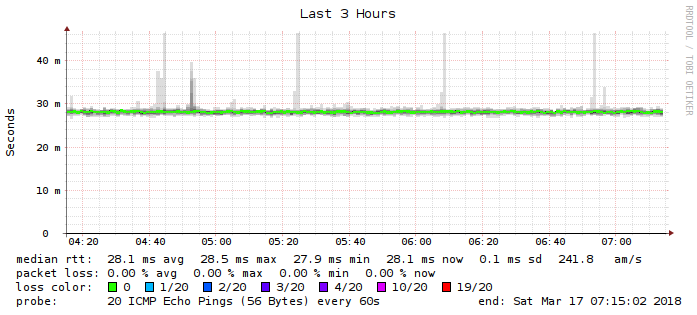 Last 3 Hours
RRDTOOL / TOBI OETIKER
Seconds
40 m
30 m
20 m
10 m
0
04:20 04:40 05:00 05:20 05:40 06:00 06:20 06:40 07:00
median rtt: 28.1 ms avg 28.5 ms max 27.9 ms min 28.1 ms now 0.1 ms sd 241.8 am/s
packet loss: 0.00 % avg 0.00 % max 0.00 % min 0.00 % now
loss color: 0 1/20 2/20 3/20 4/20 10/20 19/20
probe: 20 ICMP Echo Pings (56 Bytes) every 60s end: Sat Mar 17 07:15:02 2018